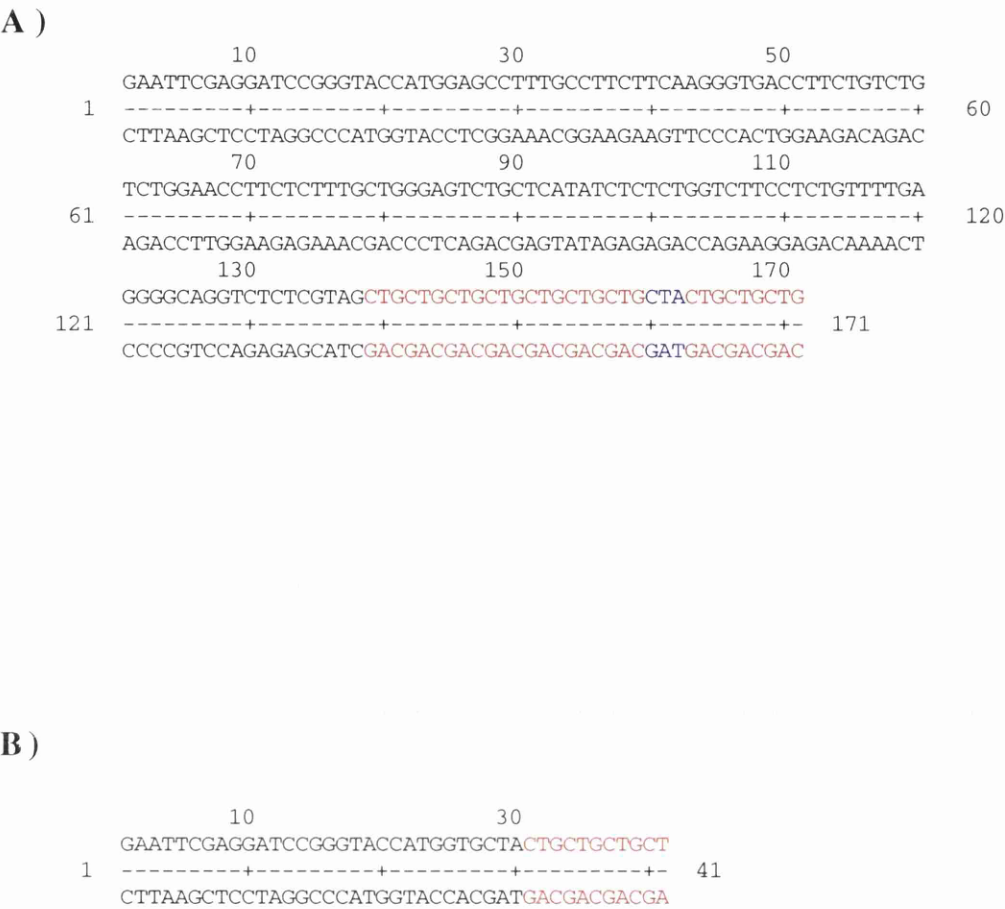 A )
10 30 50
GAATTCGAGGATCCGGGTACCATGGAGCCTTTGCCTTCTTCAAGGGTGACCTTCTGTCTG
1 ---------+---------+---------+---------+---------+---------+ 60
CTTAAGCTCCTAGGCCCATGGTACCTCGGAAACGGAAGAAGTTCCCACTGGAAGACAGAC
70 90 110
TCTGGAACCTTCTCTTTGCTGGGAGTCTGCTCATATCTCTCTGGTCTTCCTCTGTTTTGA
61 ---------+---------+---------+---------+---------+---------+ 120
AGACCTTGGAAGAGAAACGACCCTCAGACGAGTATAGAGAGACCAGAAGGAGACAAAACT
130 150 170
GGGGCAGGTCTCTCGTAGCTGCTGCTGCTGCTGCTGCTGCTACTGCTGCTG
121 ---------+---------+---------+---------+---------+- 171
CCCCGTCCAGAGAGCATCGACGACGACGACGACGACGACGATGACGACGAC
B )
10 30
GAATTCGAGGATCCGGGTACCATGGTGCTACTGCTGCTGCT
1 ---------+---------+---------+---------+- 41
CTTAAGCTCCTAGGCCCATGGTACCACGATGACGACGACGA